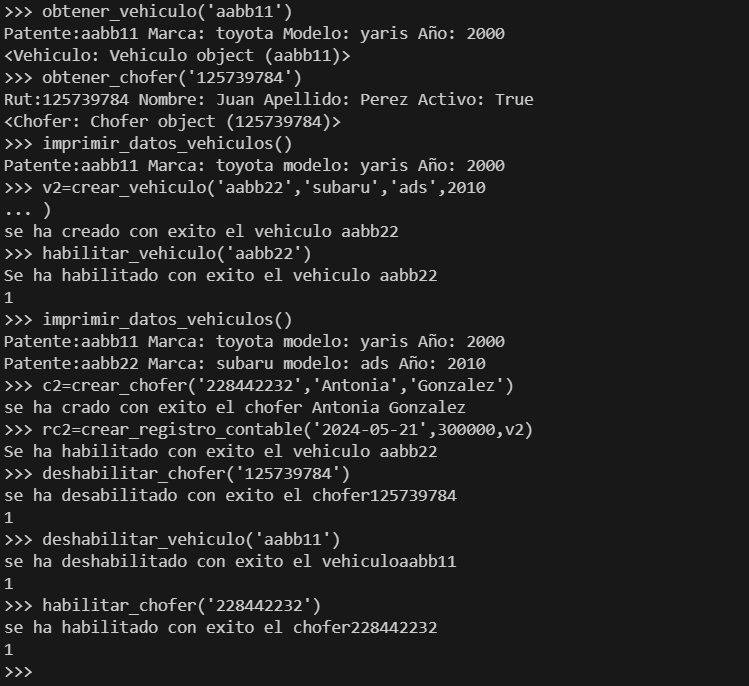 >>> obtener_vehiculo('aabb11')
Patente:aabb11 Marca: toyota Modelo: yaris Año: 2000
<Vehiculo: Vehiculo object (aabb11)>
>>> obtener_chofer('125739784')
Rut:125739784 Nombre: Juan Apellido: Perez Activo: True
<Chofer: Chofer object (125739784)>
>>> imprimir_datos_vehiculos()
Patente:aabb11 Marca: toyota modelo: yaris Año: 2000
>>> v2=crear_vehiculo('aabb22','subaru','ads',2010
... )
se ha creado con exito el vehiculo aabb22
>>> habilitar_vehiculo('aabb22')
Se ha habilitado con exito el vehiculo aabb22
1
>>> imprimir_datos_vehiculos()
Patente:aabb11 Marca: toyota modelo: yaris Año: 2000
Patente:aabb22 Marca: subaru modelo: ads Año: 2010
>>> c2=crear_chofer('228442232','Antonia','Gonzalez')
se ha crado con exito el chofer Antonia Gonzalez
>>> rc2=crear_registro_contable('2024-05-21',300000,v2)
Se ha habilitado con exito el vehiculo aabb22
>>> deshabilitar_chofer('125739784')
se ha desabilitado con exito el chofer125739784
1
>>> deshabilitar_vehiculo('aabb11')
se ha deshabilitado con exito el vehiculoaabb11
1
>>> habilitar_chofer('228442232')
se ha habilitado con exito el chofer228442232
1
>>>